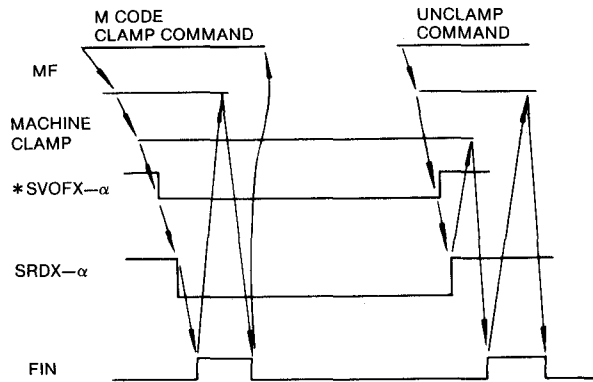 M CODE
CLAMP COMMAND
UNCLAMP
COMMAND
MF
MACHINE
CLAMP
*SVOFX—α
SRDX—α
FIN